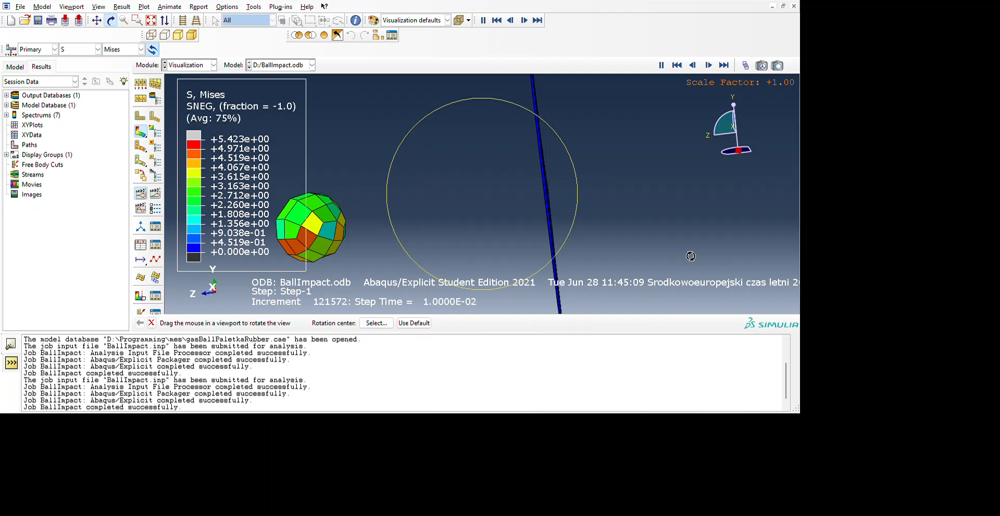 File Model Viewport View Result Plot Animate Report Options Tools Plug-ins Help
All Visualization defaults
Primary S Mises
Model Results Module: Visualization Model: D:/BallImpact.odb
Session Data
Output Databases (1)
Model Database (1)
Spectrums (7)
XYPlots
XYData
Paths
Display Groups (1)
Free Body Cuts
Streams
Movies
Images
Scale Factor: +1.00
Y
X
Z
S, Mises
SNEG, (fraction = -1.0)
(Avg: 75%)
+5.423e+00
+4.971e+00
+4.519e+00
+4.067e+00
+3.615e+00
+3.163e+00
+2.712e+00
+2.260e+00
+1.808e+00
+1.356e+00
+9.038e-01
+4.519e-01
+0.000e+00
Y
X
Z
ODB: BallImpact.odb Abaqus/Explicit Student Edition 2021 Tue Jun 28 11:45:09 Srodkowoeuropejski czas letni
Step: Step-1
Increment 121572: Step Time = 1.0000E-02
Drag the mouse in a viewport to rotate the view Rotation center: Select... Use Default
SIMULIA
The model database "D:\Programming\mes\gasBallPaletkaRubber.cae" has been opened.
The job input file "BallImpact.inp" has been submitted for analysis.
Job BallImpact: Analysis Input File Processor completed successfully.
Job BallImpact: Abaqus/Explicit Packager completed successfully.
Job BallImpact: Abaqus/Explicit completed successfully.
Job BallImpact completed successfully.
The job input file "BallImpact.inp" has been submitted for analysis.
Job BallImpact: Analysis Input File Processor completed successfully.
Job BallImpact: Abaqus/Explicit Packager completed successfully.
Job BallImpact: Abaqus/Explicit completed successfully.
Job BallImpact completed successfully.